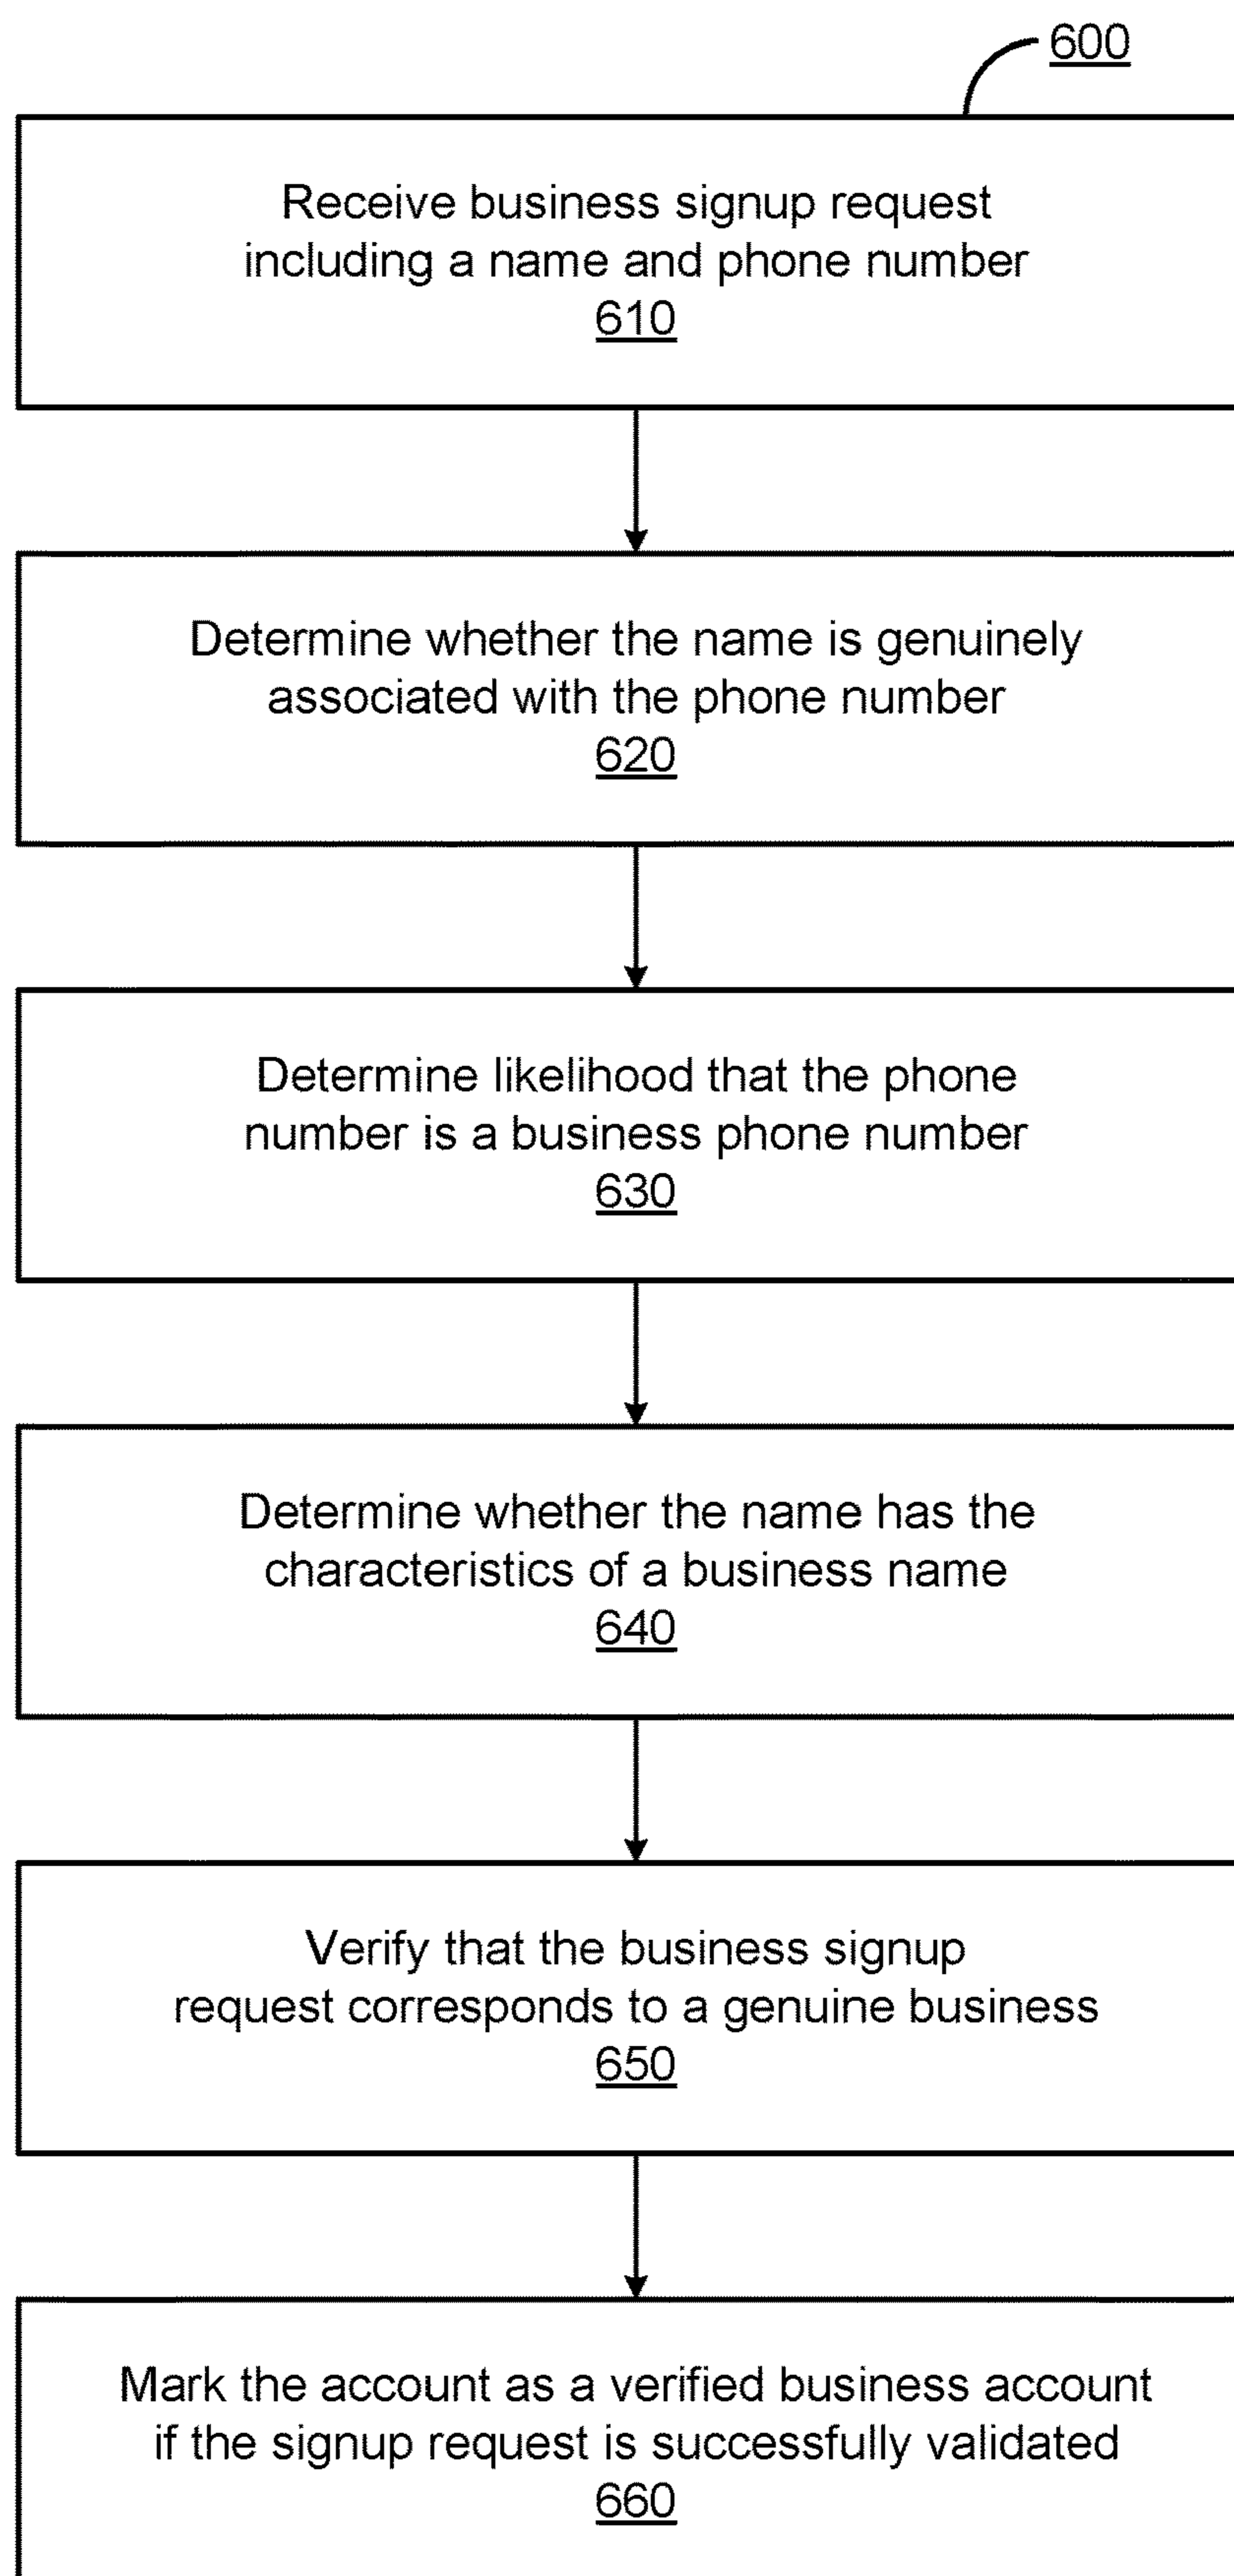 600
Receive business signup request
including a name and phone number
610
Determine whether the name is genuinely
associated with the phone number
620
Determine likelihood that the phone
number is a business phone number
630
Determine whether the name has the
characteristics of a business name
640
Verify that the business signup
request corresponds to a genuine business
650
Mark the account as a verified business account
if the signup request is successfully validated
660